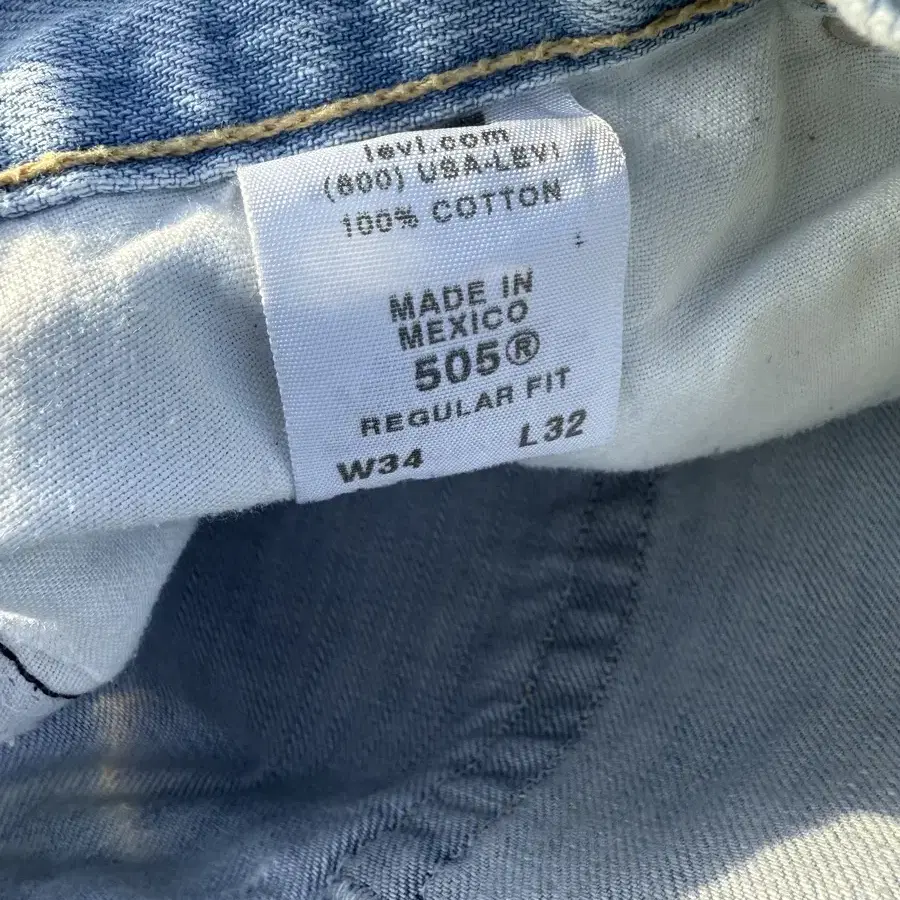 levi.com
(800) USA-LEVI
100% COTTON
MADE IN
MEXICO
505®
REGULAR FIT
W34 L32